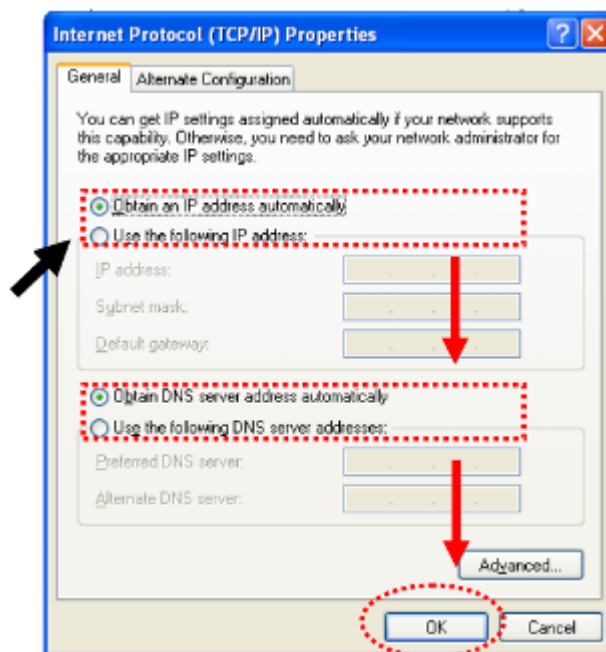 Internet Protocol (TCP/IP) Properties
General
Alternate Configuration
You can get IP settings assigned automatically if your network supports
this capability. Otherwise, you need to ask your network administrator for
the appropriate IP settings.
Obtain an IP address automatically
Use the following IP address:
IP address:
Subnet mask:
Default gateway:
Obtain DNS server address automatically
Use the following DNS server addresses:
Preferred DNS server:
Alternate DNS server:
Advanced...
OK
Cancel